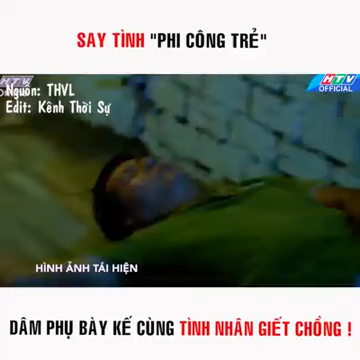 SAY TÌNH "PHI CÔNG TRẺ"
HTV
Nguồn: THVL
Edit: Kênh Thời Sự
HTV
OFFICIAL
HÌNH ẢNH TÁI HIỆN
DÂM PHỤ BÀY KẾ CÙNG TÌNH NHÂN GIẾT CHỒNG !